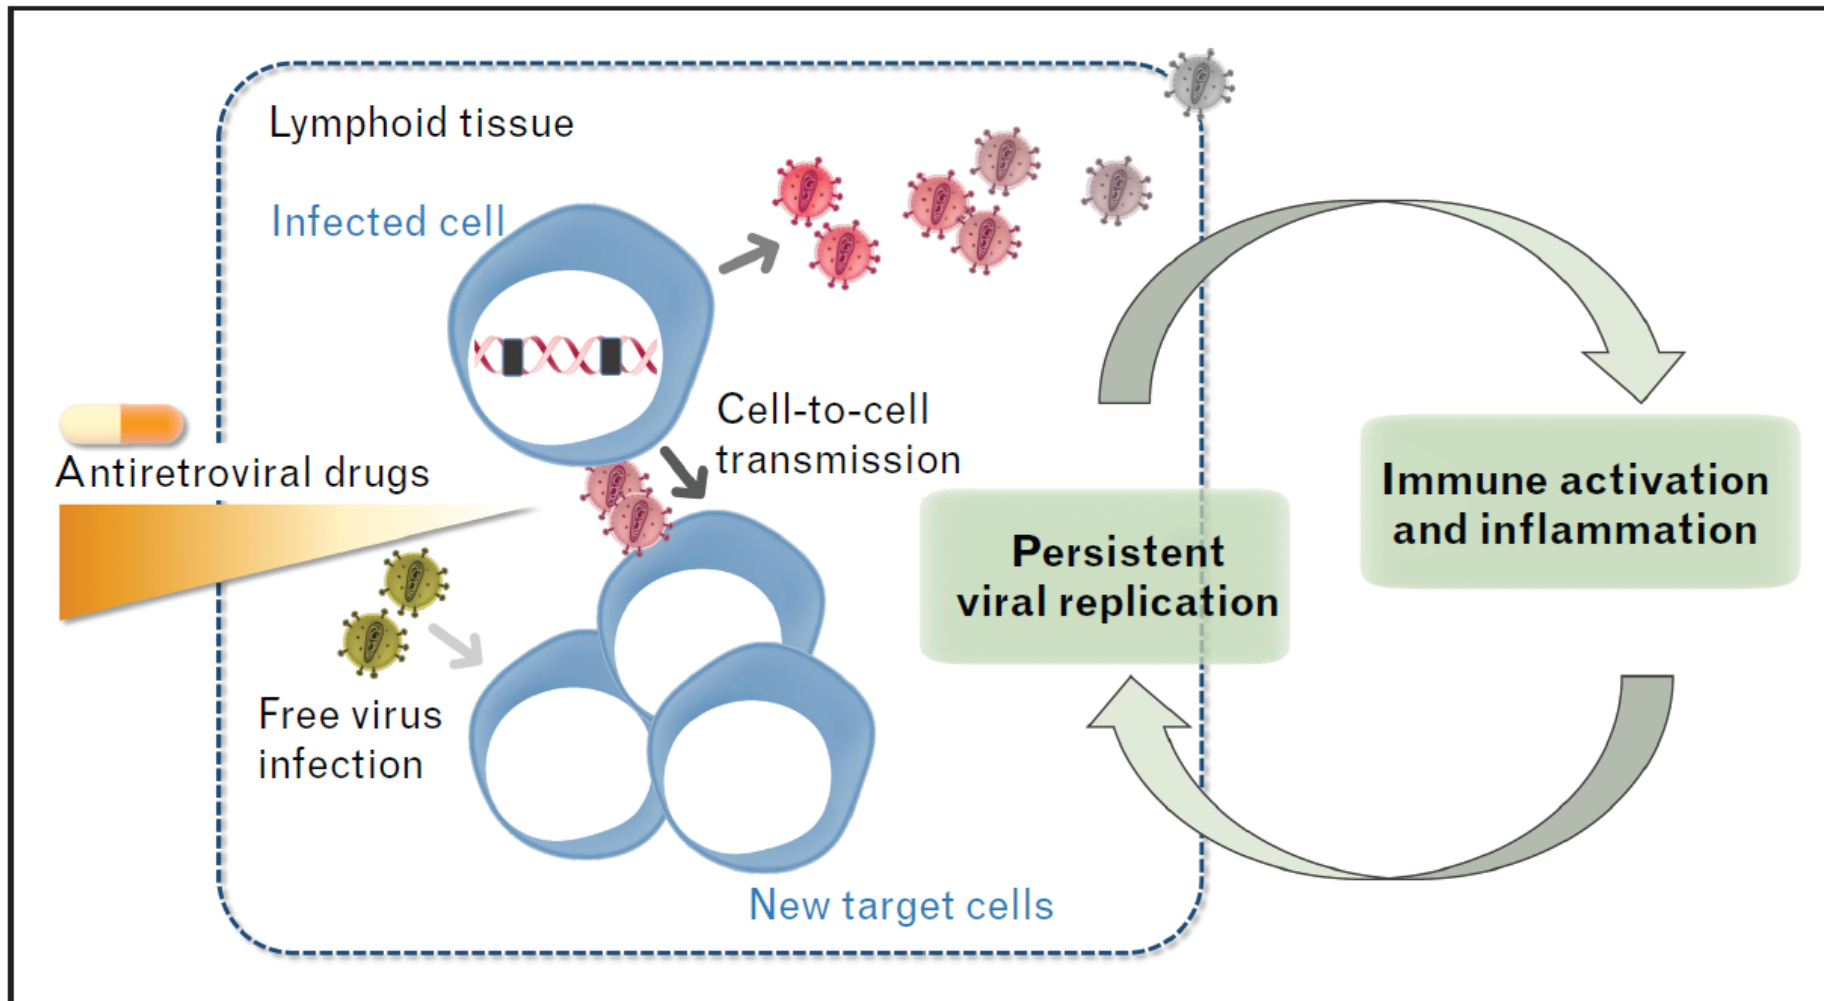 Lymphoid tissue
Infected cell
Cell-to-cell
transmission
Antiretroviral drugs
Free virus
infection
New target cells
Persistent
viral replication
Immune activation
and inflammation